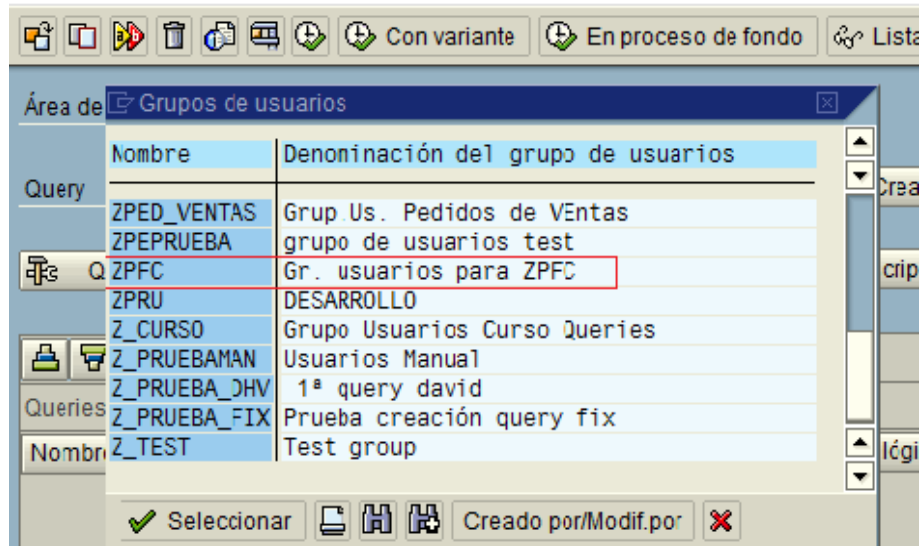 Con variante En proceso de fondo Lista
Área de
Grupos de usuarios
Nombre Denominación del grupo de usuarios
Query
Crea
ZPED_VENTAS Grup.Us. Pedidos de VEntas
ZPEPRUEBA grupo de usuarios test
Q ZPFC Gr. usuarios para ZPFC
crip
ZPRU DESARROLLO
Z_CURSO Grupo Usuarios Curso Queries
Z_PRUEBAMAN Usuarios Manual
Z_PRUEBA_DHV 1ª query david
Queries
Z_PRUEBA_FIX Prueba creación query fix
Nombr
Z_TEST Test group
lógi
Seleccionar Creado por/Modif.por